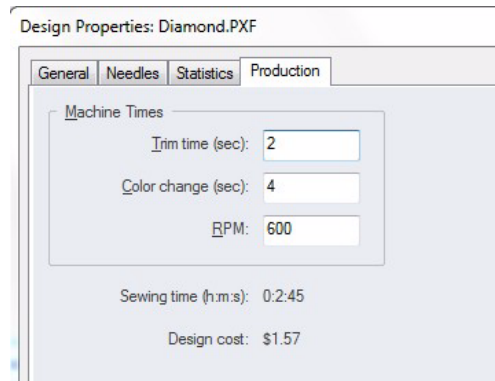 Design Properties: Diamond.PXF
General Needles Statistics Production
Machine Times
Trim time (sec): 2
Color change (sec): 4
RPM: 600
Sewing time (h:m:s): 0:2:45
Design cost: $1.57